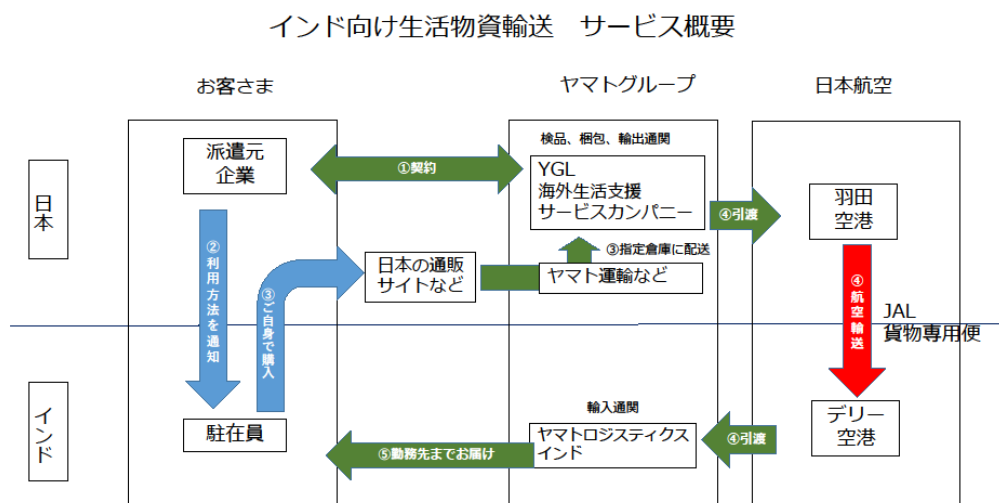 インド向け生活物資輸送　サービス概要
お客さま
ヤマトグループ
日本航空
日本
派遣元
企業
①契約
検品、梱包、輸出通関
YGL
海外生活支援
サービスカンパニー
④引渡
羽田
空港
②利用方法を通知
③ご自身で購入
日本の通販
サイトなど
③指定倉庫に配送
ヤマト運輸など
④航空輸送
JAL
貨物専用便
インド
駐在員
⑤勤務先までお届け
輸入通関
ヤマトロジスティクス
インド
④引渡
デリー
空港